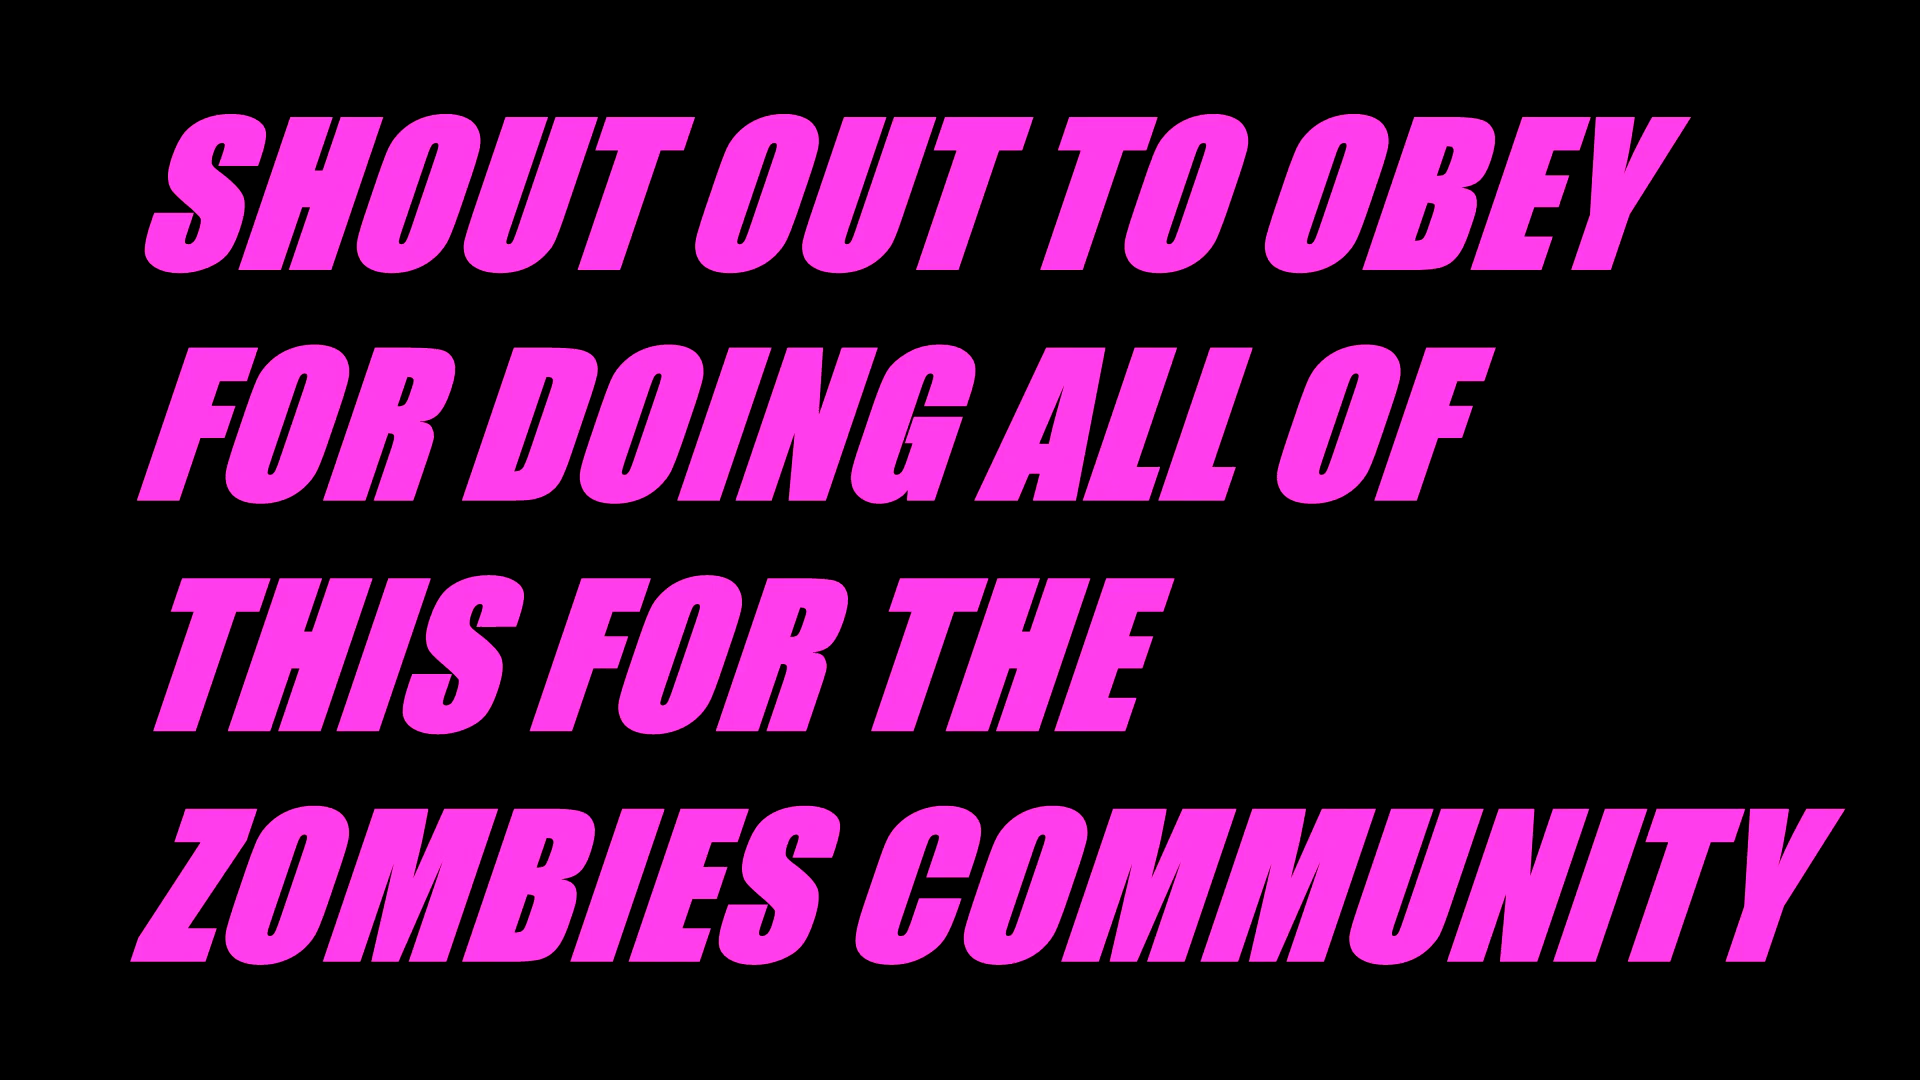 SHOUT OUT TO OBEY
FOR DOING ALL OF
THIS FOR THE
ZOMBIES COMMUNITY